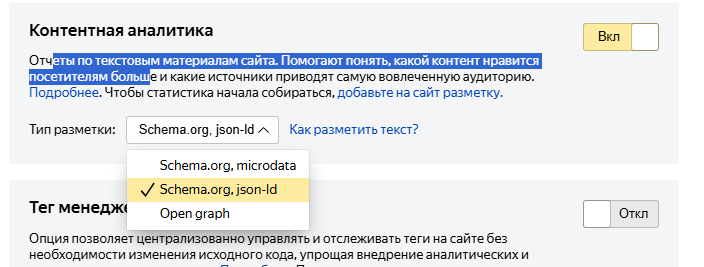 Контентная аналитика
Вкл
Отчеты по текстовым материалам сайта. Помогают понять, какой контент нравится
посетителям больше и какие источники приводят самую вовлеченную аудиторию.
Подробнее. Чтобы статистика начала собираться, добавьте на сайт разметку.
Тип разметки: Schema.org, json-ld Как разметить текст?
Schema.org, microdata
Schema.org, json-ld
Open graph
Тег менедже
Откл
Опция позволяет централизованно управлять и отслеживать теги на сайте без
необходимости изменения исходного кода, упрощая внедрение аналитических и